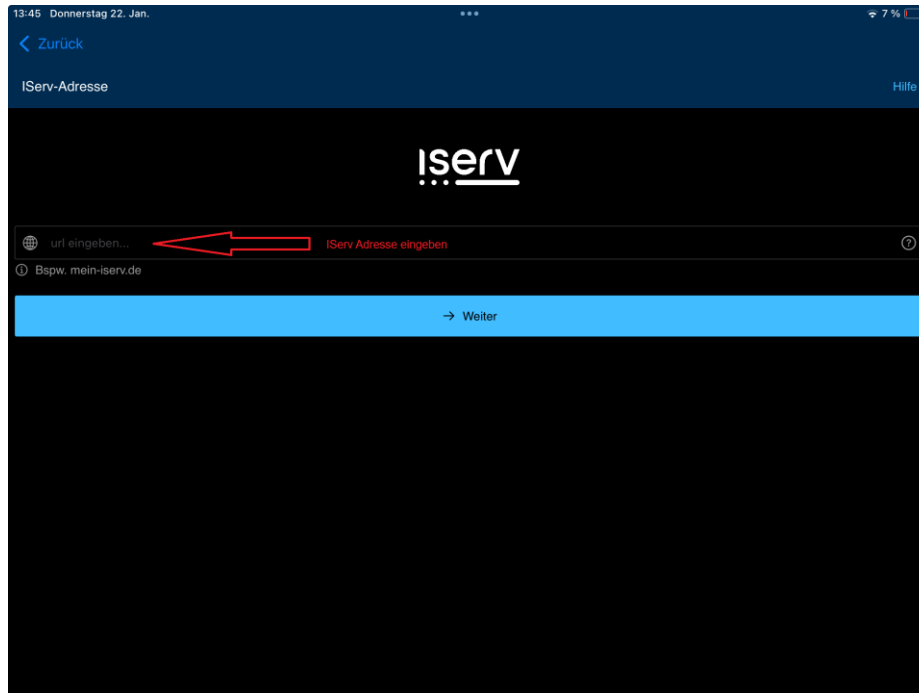 13:45 Donnerstag 22. Jan.
7 %
Zurück
IServ-Adresse
Hilfe
ıserv
url eingeben...
IServ Adresse eingeben
Bspw. mein-iserv.de
→ Weiter